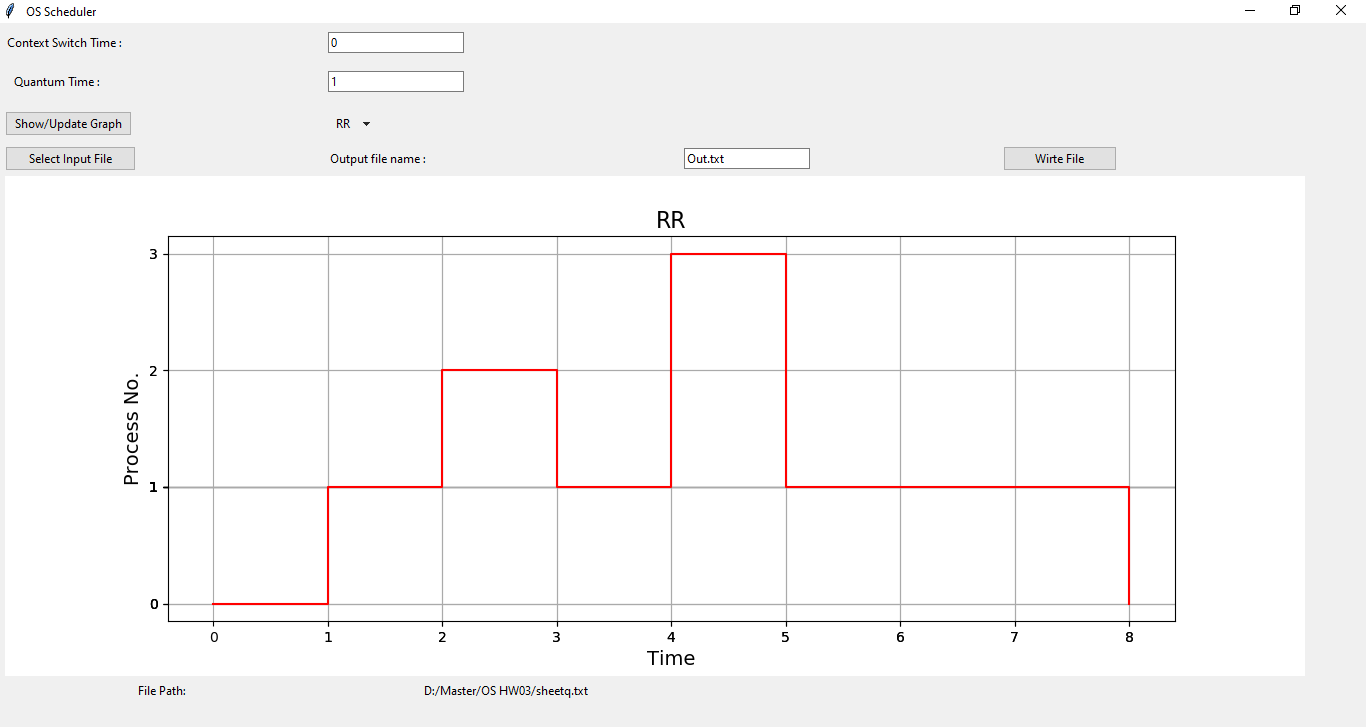 OS Scheduler
Context Switch Time :
0
Quantum Time :
1
Show/Update Graph
RR
Select Input File
Output file name :
Out.txt
Wirte File
RR
3
2
1
0
Process No.
0 1 2 3 4 5 6 7 8
Time
File Path:
D:/Master/OS HW03/sheetq.txt